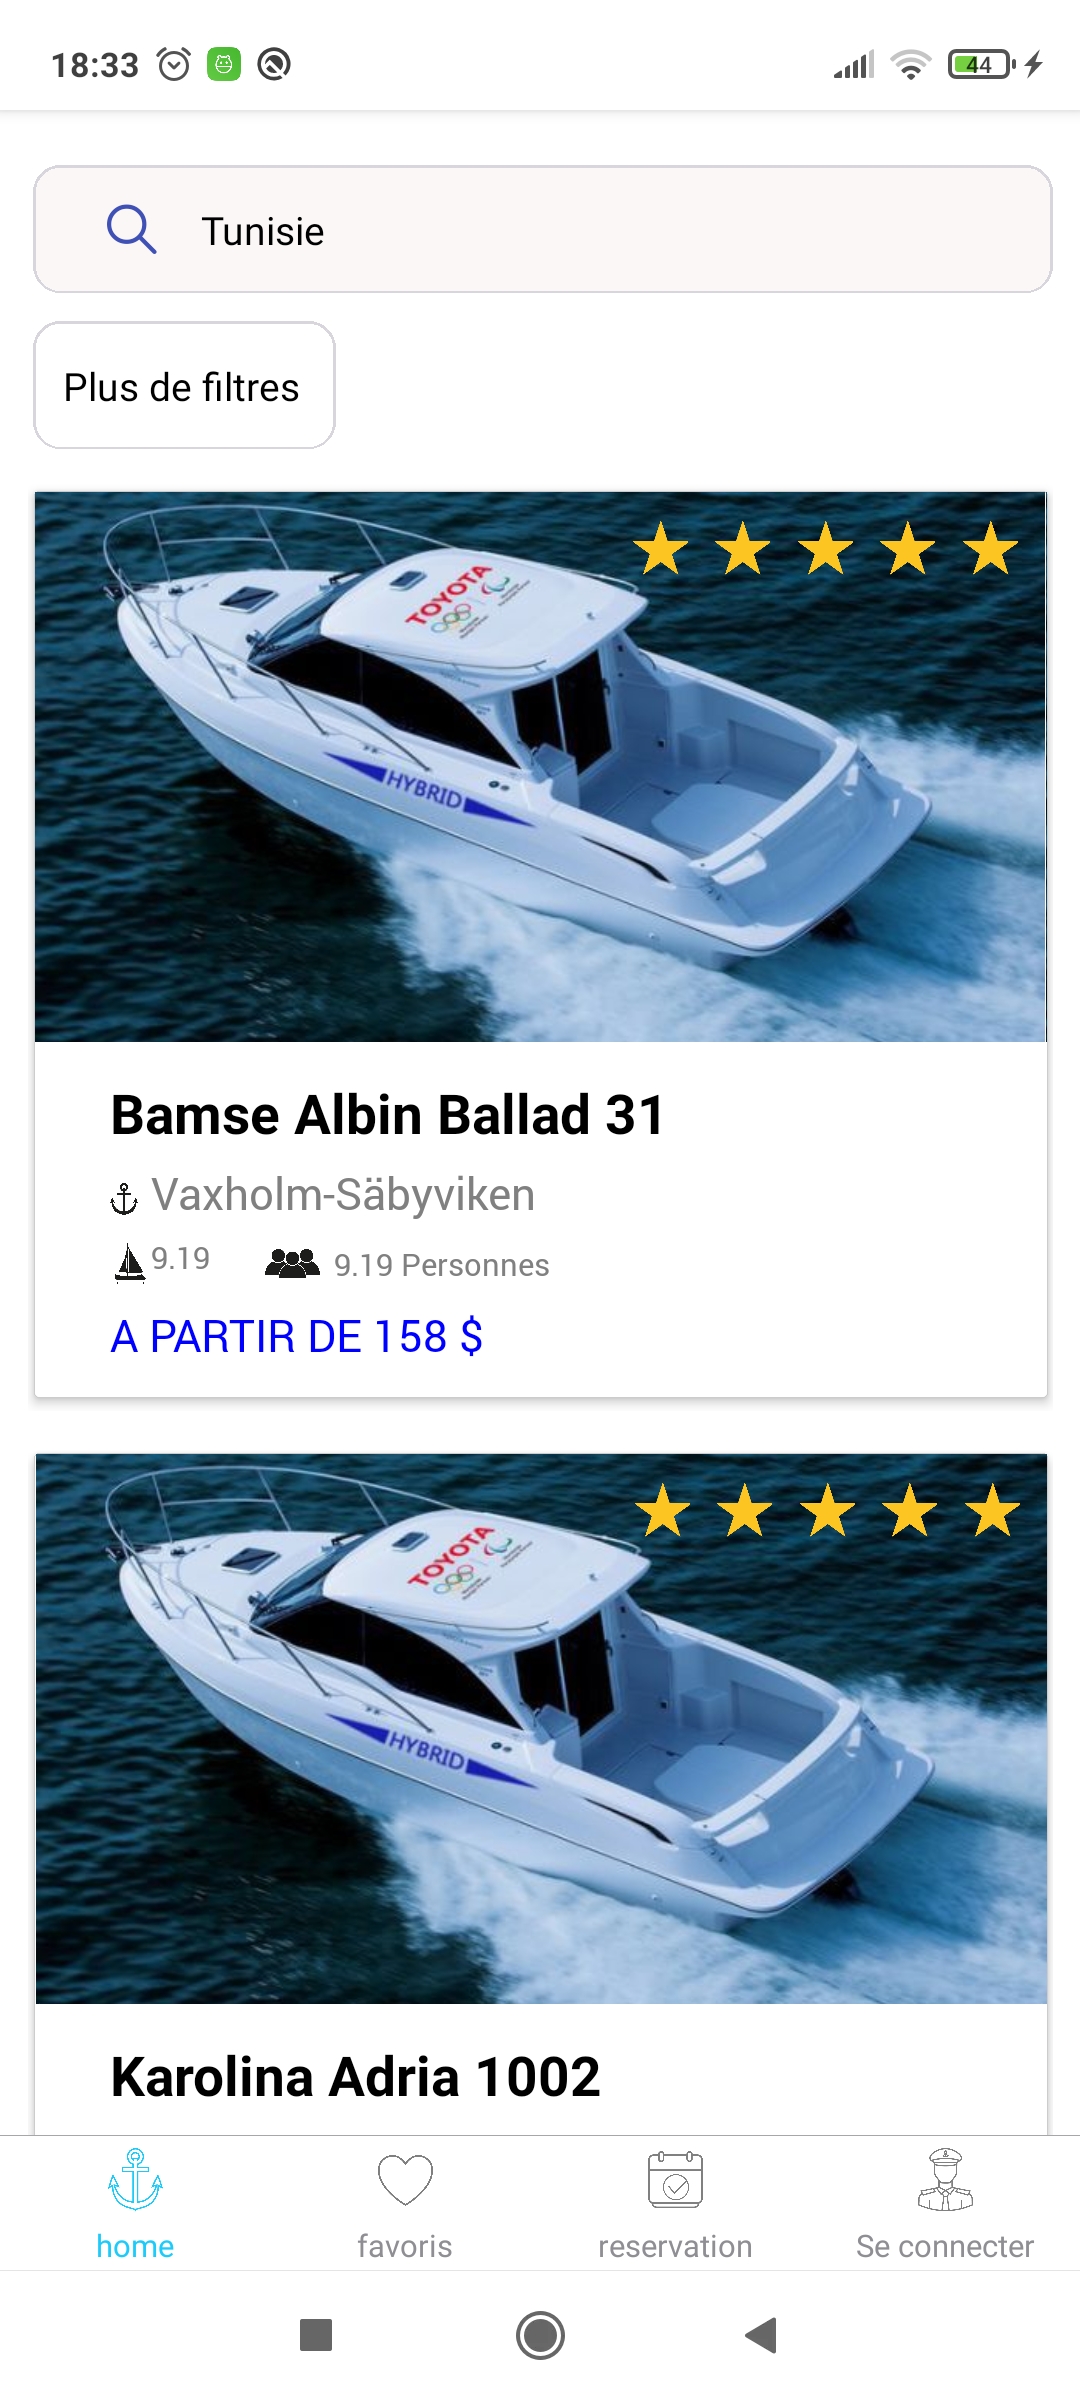 18:33
44
Tunisie
Plus de filtres
TOYOTA
HYBRID
Bamse Albin Ballad 31
Vaxholm-Säbyviken
9.19 9.19 Personnes
A PARTIR DE 158 $
TOYOTA
HYBRID
Karolina Adria 1002
home favoris reservation Se connecter